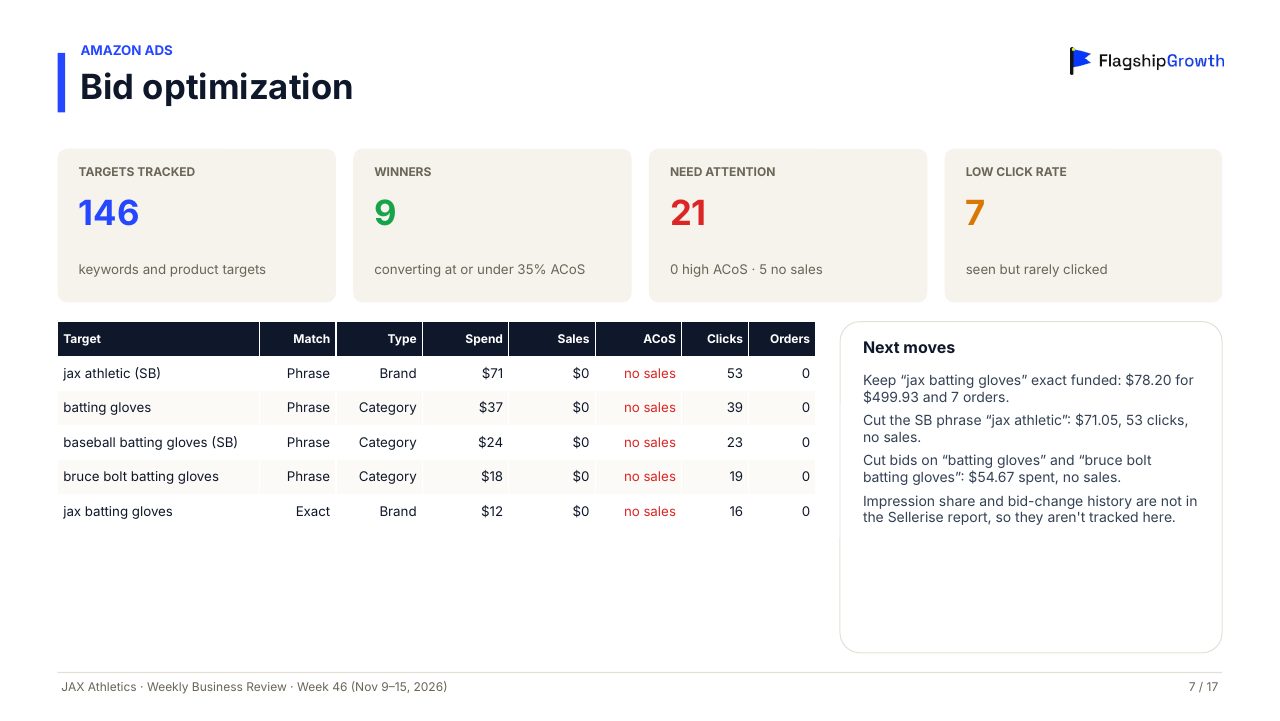 AMAZON ADS
Bid optimization
FlagshipGrowth
TARGETS TRACKED
146
keywords and product targets
WINNERS
9
converting at or under 35% ACoS
NEED ATTENTION
21
0 high ACoS · 5 no sales
LOW CLICK RATE
7
seen but rarely clicked
Target Match Type Spend Sales ACoS Clicks Orders
jax athletic (SB) Phrase Brand $71 $0 no sales 53 0
batting gloves Phrase Category $37 $0 no sales 39 0
baseball batting gloves (SB) Phrase Category $24 $0 no sales 23 0
bruce bolt batting gloves Phrase Category $18 $0 no sales 19 0
jax batting gloves Exact Brand $12 $0 no sales 16 0
Next moves
Keep “jax batting gloves” exact funded: $78.20 for
$499.93 and 7 orders.
Cut the SB phrase “jax athletic”: $71.05, 53 clicks,
no sales.
Cut bids on “batting gloves” and “bruce bolt
batting gloves”: $54.67 spent, no sales.
Impression share and bid-change history are not in
the Sellerise report, so they aren't tracked here.
JAX Athletics · Weekly Business Review · Week 46 (Nov 9–15, 2026)
7 / 17